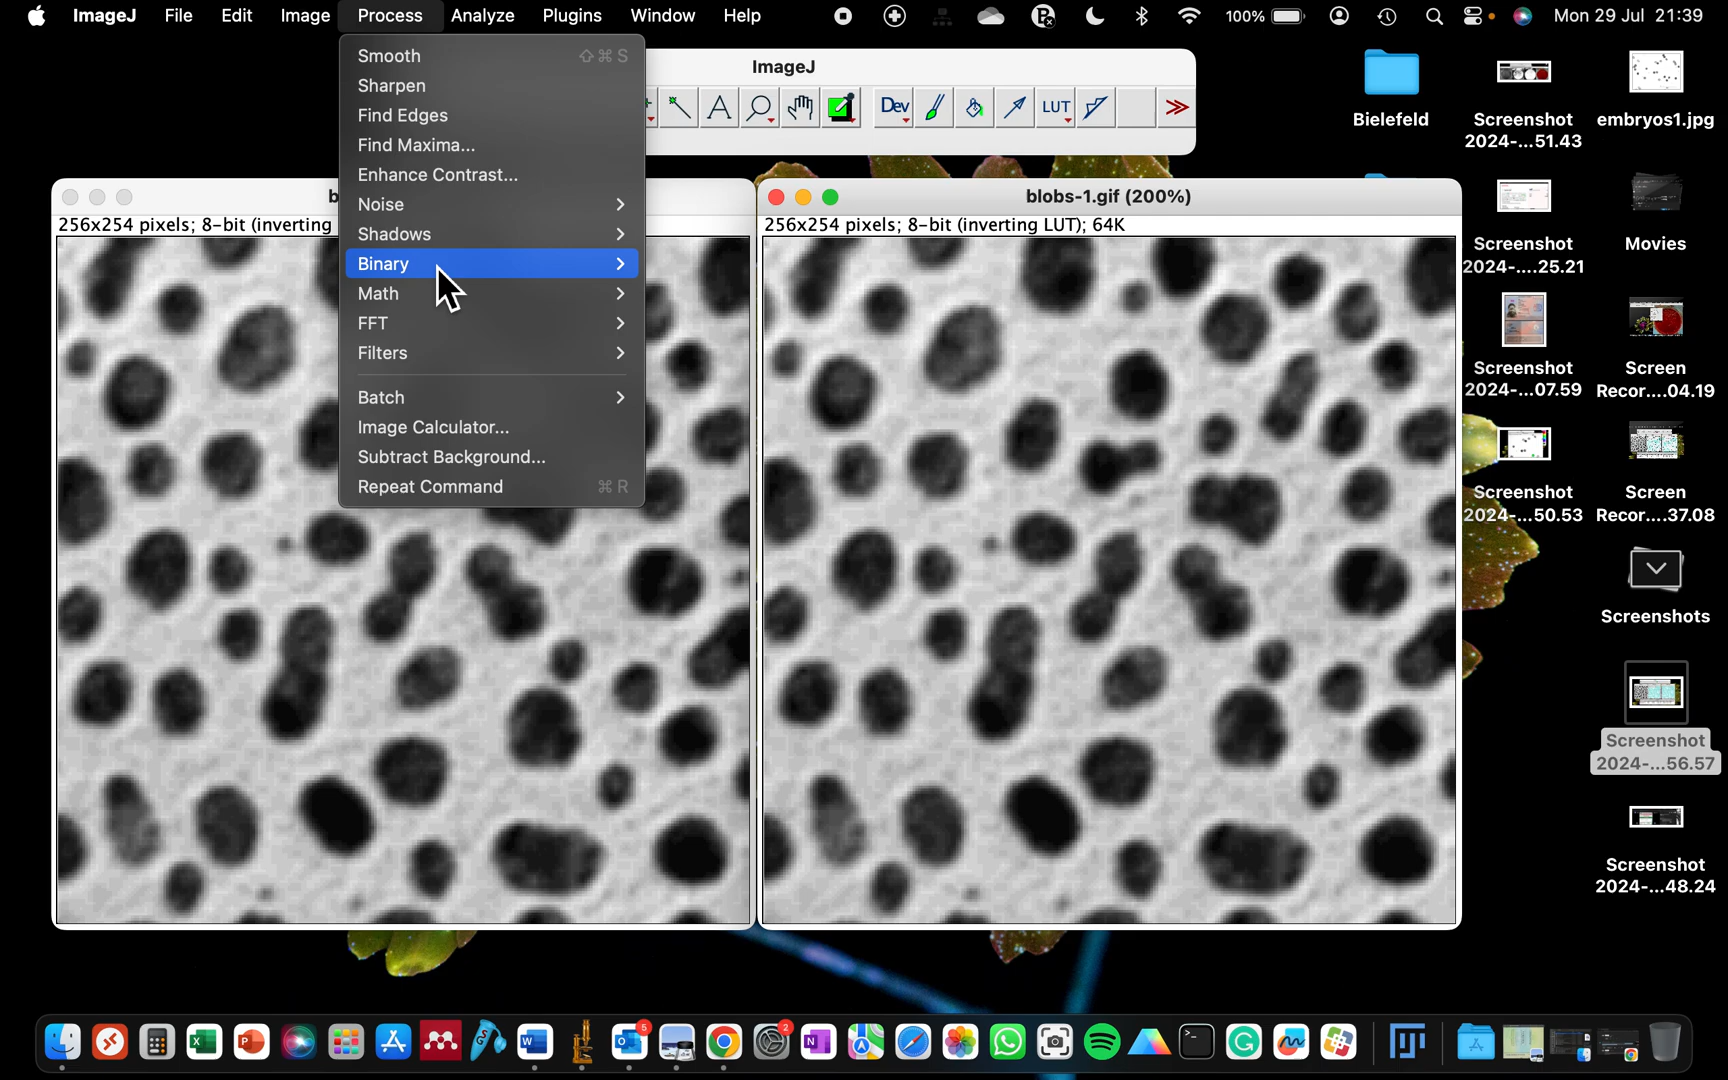 ImageJ File Edit Image Process Analyze Plugins Window Help 100% Mon 29 Jul 21:39
Smooth ⇧⌘S
Sharpen
Find Edges
Find Maxima...
Enhance Contrast...
Noise
Shadows
Binary
Math
FFT
Filters
Batch
Image Calculator...
Subtract Background...
Repeat Command ⌘R
ImageJ
Dev LUT
256x254 pixels; 8-bit (inverting
blobs-1.gif (200%)
256x254 pixels; 8-bit (inverting LUT); 64K
Bielefeld
Screenshot
2024-...51.43
embryos1.jpg
Screenshot
2024-....25.21
Movies
Screenshot
2024-...07.59
Screen
Recor....04.19
Screenshot
2024-...50.53
Screen
Recor....37.08
Screenshots
Screenshot
2024-...56.57
Screenshot
2024-...48.24
5
2